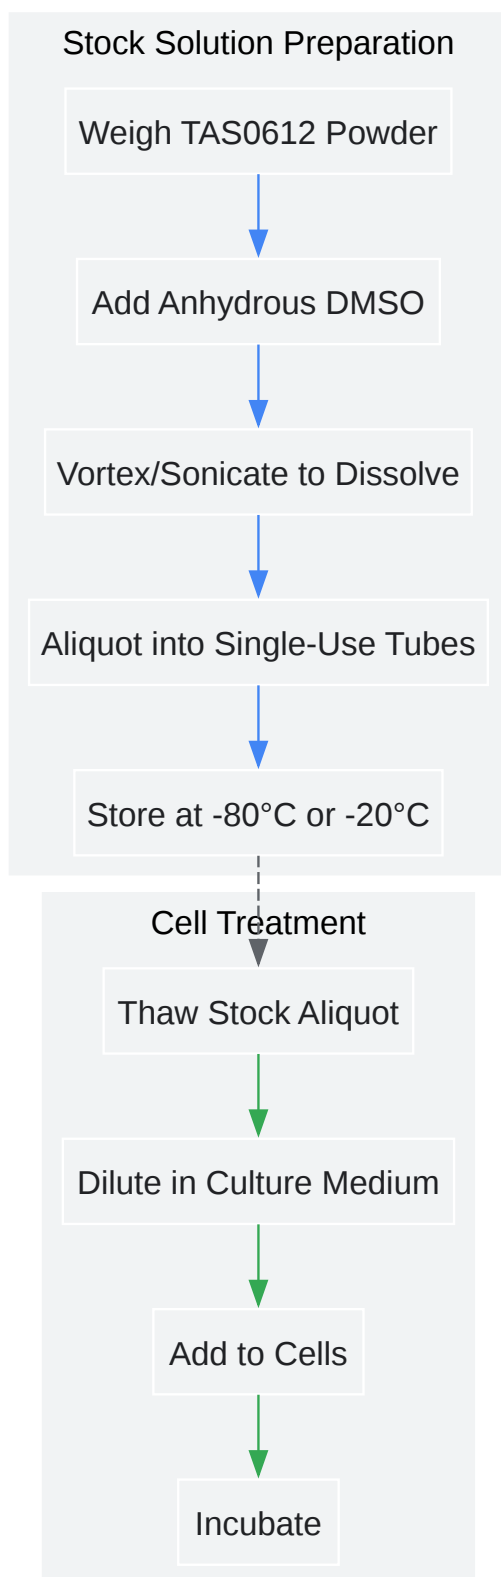 Stock Solution Preparation
Weigh TAS0612 Powder
Add Anhydrous DMSO
Vortex/Sonicate to Dissolve
Aliquot into Single-Use Tubes
Store at -80°C or -20°C
Cell Treatment
Thaw Stock Aliquot
Dilute in Culture Medium
Add to Cells
Incubate